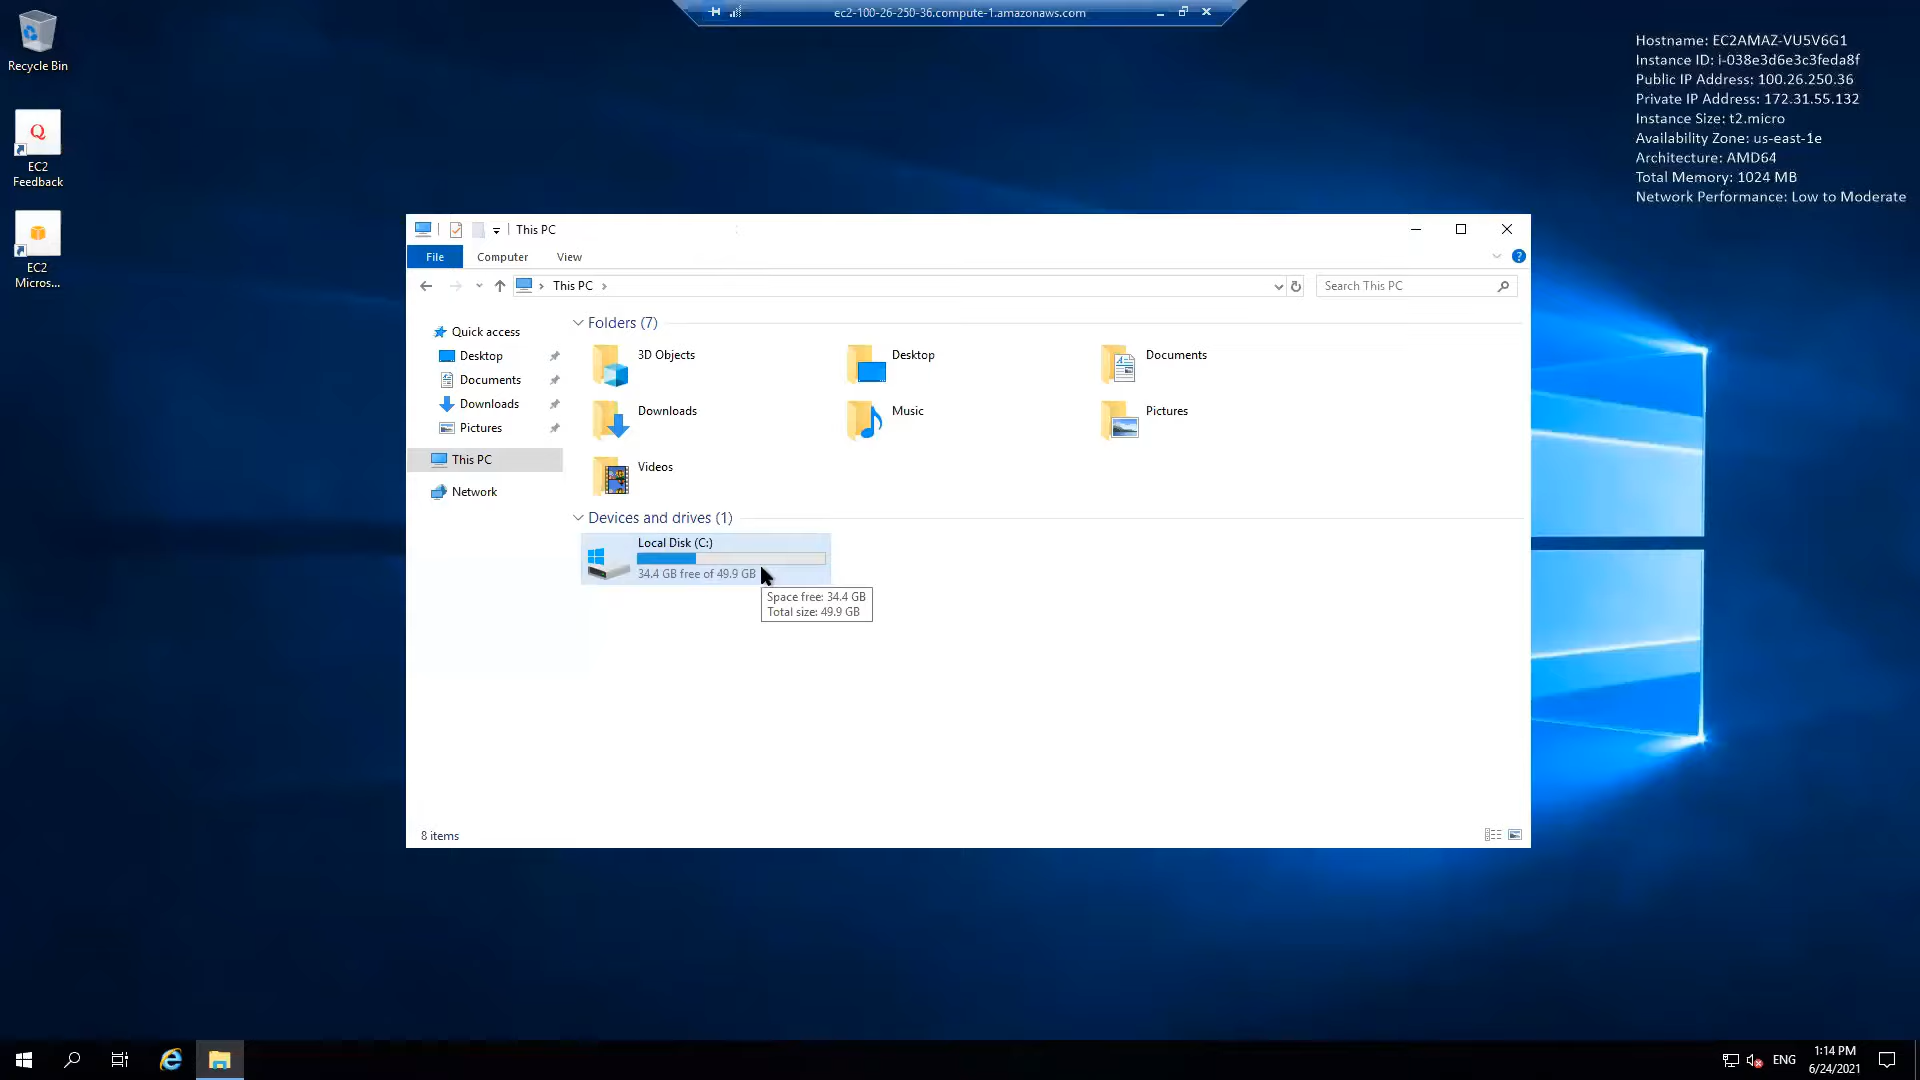 ec2-100-26-250-36.compute-1.amazonaws.com
Recycle Bin
EC2
Feedback
EC2
Micros...
Hostname: EC2AMAZ-VU5V6G1
Instance ID: i-038e3d6e3c3feda8f
Public IP Address: 100.26.250.36
Private IP Address: 172.31.55.132
Instance Size: t2.micro
Availability Zone: us-east-1e
Architecture: AMD64
Total Memory: 1024 MB
Network Performance: Low to Moderate
This PC
File Computer View
This PC
Search This PC
Quick access
Desktop
Documents
Downloads
Pictures
This PC
Network
Folders (7)
3D Objects
Desktop
Documents
Downloads
Music
Pictures
Videos
Devices and drives (1)
Local Disk (C:)
34.4 GB free of 49.9 GB
Space free: 34.4 GB
Total size: 49.9 GB
8 items
ENG
1:14 PM
6/24/2021